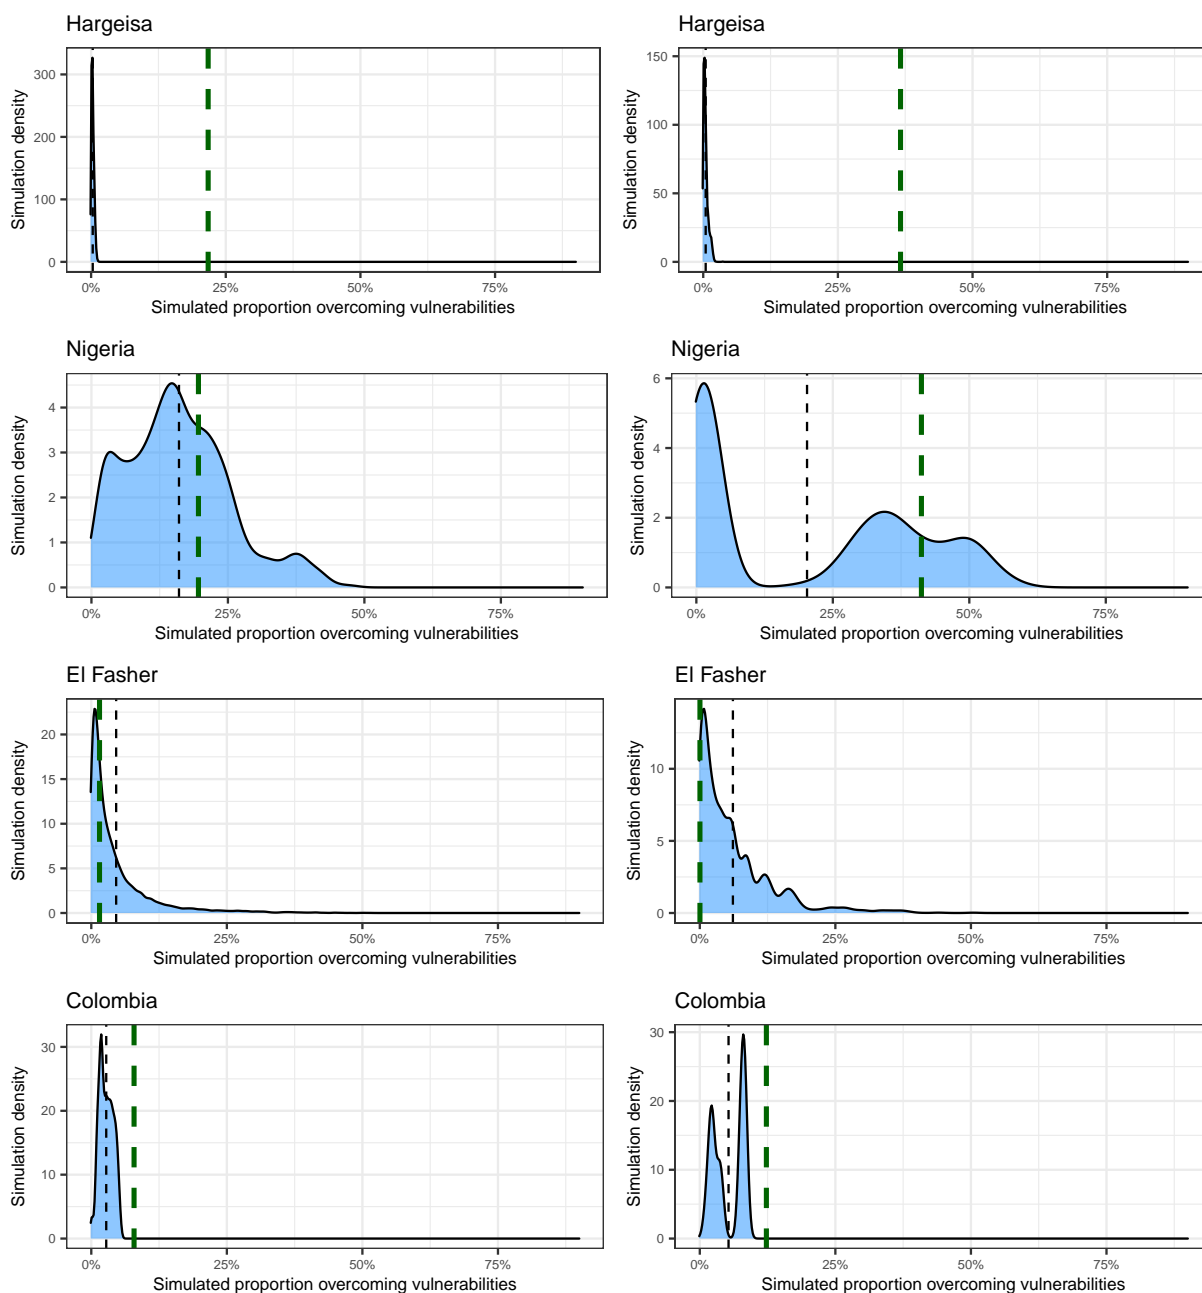 Hargeisa
Simulation density
300
200
100
0
0% 25% 50% 75%
Simulated proportion overcoming vulnerabilities
Hargeisa
Simulation density
150
100
50
0
0% 25% 50% 75%
Simulated proportion overcoming vulnerabilities
Nigeria
Simulation density
4
3
2
1
0
0% 25% 50% 75%
Simulated proportion overcoming vulnerabilities
Nigeria
Simulation density
6
4
2
0
0% 25% 50% 75%
Simulated proportion overcoming vulnerabilities
El Fasher
Simulation density
20
15
10
5
0
0% 25% 50% 75%
Simulated proportion overcoming vulnerabilities
El Fasher
Simulation density
10
5
0
0% 25% 50% 75%
Simulated proportion overcoming vulnerabilities
Colombia
Simulation density
30
20
10
0
0% 25% 50% 75%
Simulated proportion overcoming vulnerabilities
Colombia
Simulation density
30
20
10
0
0% 25% 50% 75%
Simulated proportion overcoming vulnerabilities